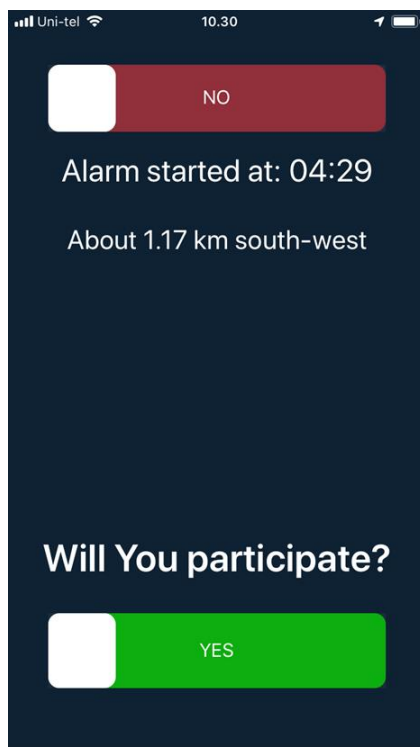 Uni-tel 10.30
NO
Alarm started at: 04:29
About 1.17 km south-west
Will You participate?
YES